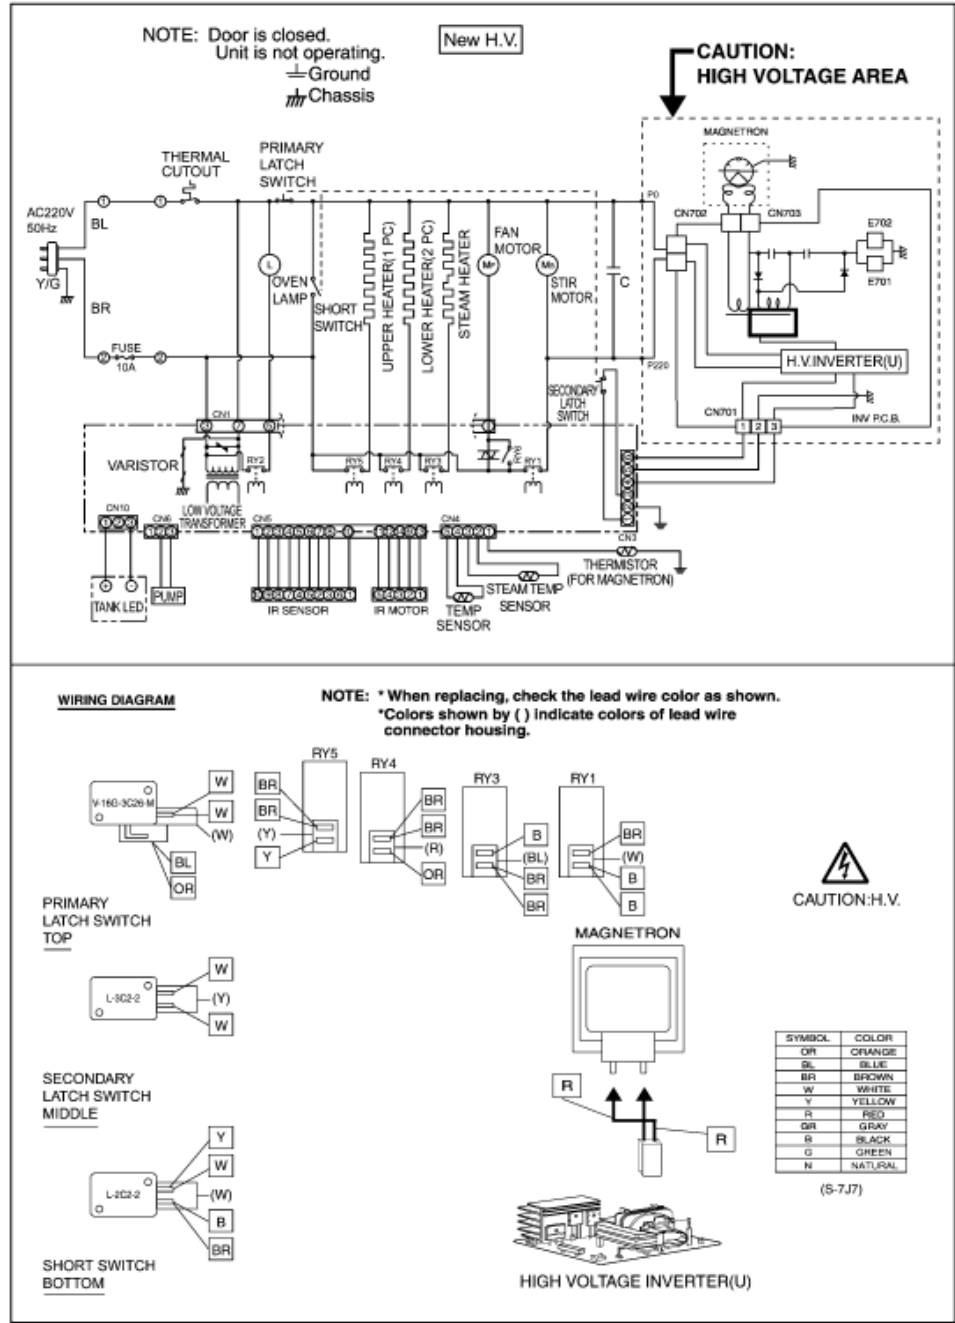 NOTE: Door is closed.
Unit is not operating.
Ground
Chassis
New H.V.
CAUTION:
HIGH VOLTAGE AREA
MAGNETRON
THERMAL
CUTOUT
PRIMARY
LATCH
SWITCH
P0
CN702
CN703
AC220V
50Hz
BL
Y/G
BR
FUSE
10A
L
OVEN
LAMP
SHORT
SWITCH
UPPER HEATER(1 PC)
LOWER HEATER(2 PC)
STEAM HEATER
FAN
MOTOR
STIR
MOTOR
C
E702
E701
H.V.INVERTER(U)
P220
SECONDARY
LATCH
SWITCH
CN701
1 2 3
INV P.C.B.
CN1
VARISTOR
RY2
RY5
RY4
RY3
RY6
RY1
LOW VOLTAGE
TRANSFORMER
CN10
CN6
CN5
CN4
CN3
TANK LED
PUMP
IR SENSOR
IR MOTOR
TEMP
SENSOR
STEAM TEMP
SENSOR
THERMISTOR
(FOR MAGNETRON)
WIRING DIAGRAM
NOTE: * When replacing, check the lead wire color as shown.
*Colors shown by ( ) indicate colors of lead wire
connector housing.
V-16G-3C26-M
W
W
(W)
BL
OR
PRIMARY
LATCH SWITCH
TOP
RY5
BR
BR
(Y)
Y
RY4
BR
BR
(R)
OR
RY3
B
(BL)
BR
BR
RY1
BR
(W)
B
B
CAUTION:H.V.
L-3C2-2
W
(Y)
W
SECONDARY
LATCH SWITCH
MIDDLE
MAGNETRON
R
R
L-2C2-2
Y
W
(W)
B
BR
SHORT SWITCH
BOTTOM
HIGH VOLTAGE INVERTER(U)
SYMBOL COLOR
OR ORANGE
BL BLUE
BR BROWN
W WHITE
Y YELLOW
R RED
GR GRAY
B BLACK
G GREEN
N NATURAL
(S-7J7)